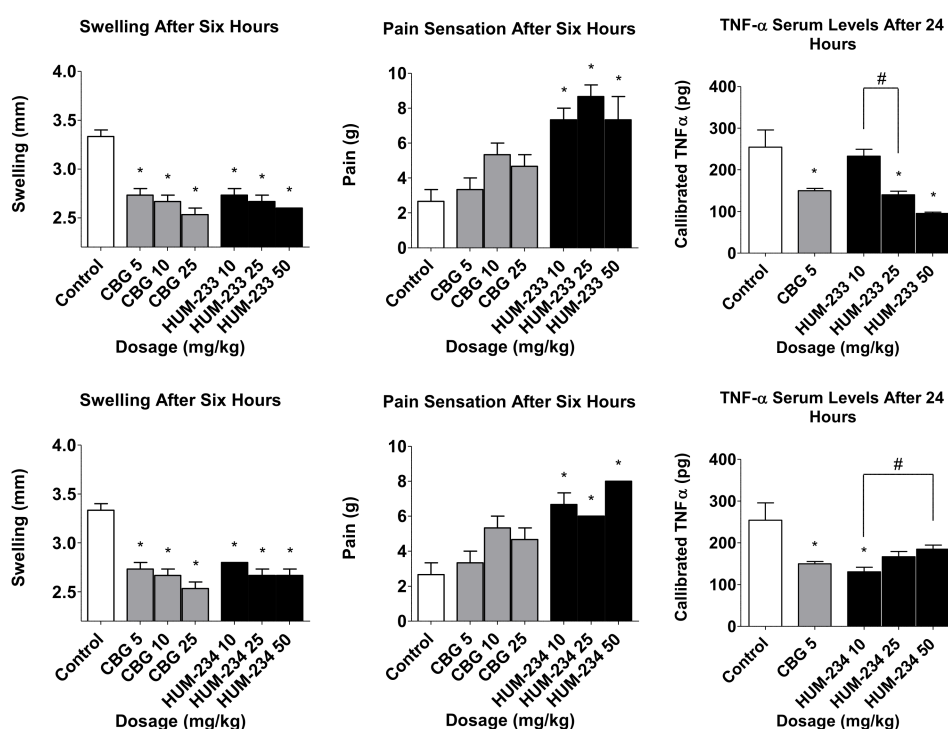 Swelling After Six Hours
Swelling (mm)
4.0
3.5
3.0
2.5
* * * * * *
Control
CBG 5
CBG 10
CBG 25
HUM-233 10
HUM-233 25
HUM-233 50
Dosage (mg/kg)
Pain Sensation After Six Hours
Pain (g)
10
8
6
4
2
0
* * *
Control
CBG 5
CBG 10
CBG 25
HUM-233 10
HUM-233 25
HUM-233 50
Dosage (mg/kg)
TNF-α Serum Levels After 24
Hours
Callibrated TNFα (pg)
400
300
200
100
0
#
* * *
Control
CBG 5
HUM-233 10
HUM-233 25
HUM-233 50
Dosage (mg/kg)
Swelling After Six Hours
Swelling (mm)
4.0
3.5
3.0
2.5
* * * * * *
Control
CBG 5
CBG 10
CBG 25
HUM-234 10
HUM-234 25
HUM-234 50
Dosage (mg/kg)
Pain Sensation After Six Hours
Pain (g)
10
8
6
4
2
0
* * *
Control
CBG 5
CBG 10
CBG 25
HUM-234 10
HUM-234 25
HUM-234 50
Dosage (mg/kg)
TNF-α Serum Levels After 24
Hours
Callibrated TNFα (pg)
400
300
200
100
0
#
* *
Control
CBG 5
HUM-234 10
HUM-234 25
HUM-234 50
Dosage (mg/kg)